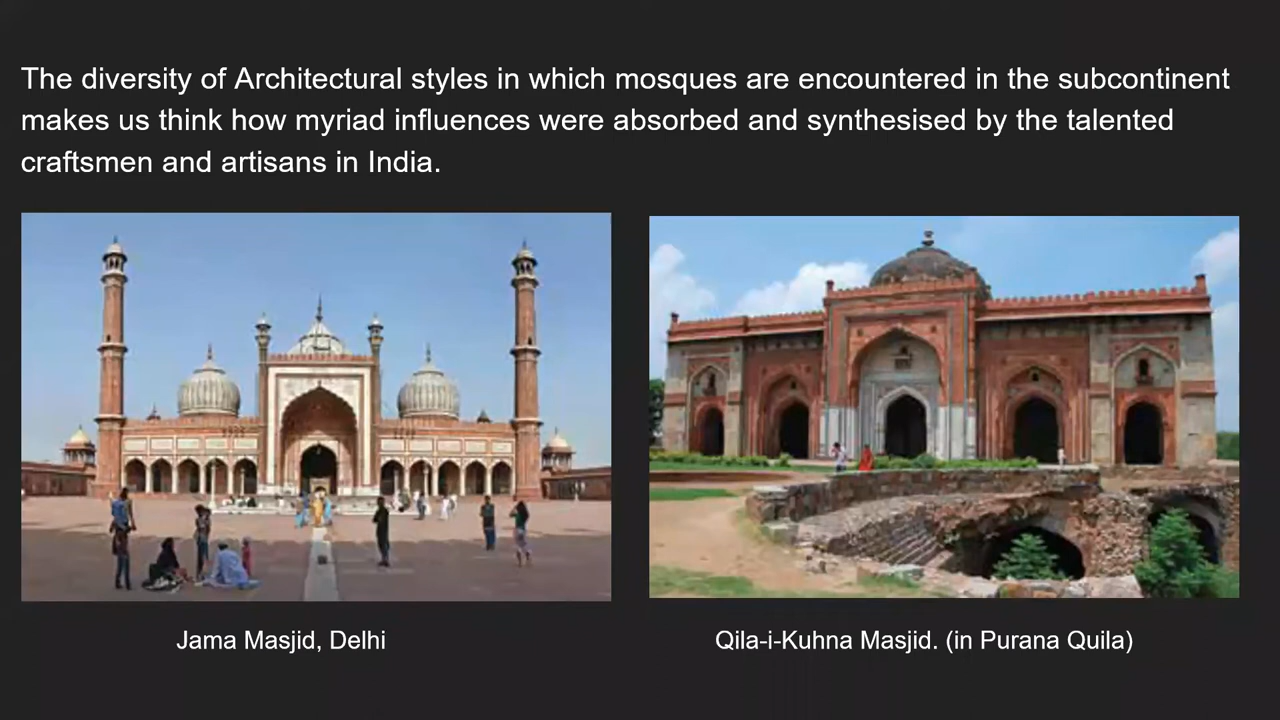 The diversity of Architectural styles in which mosques are encountered in the subcontinent
makes us think how myriad influences were absorbed and synthesised by the talented
craftsmen and artisans in India.
Jama Masjid, Delhi
Qila-i-Kuhna Masjid. (in Purana Quila)